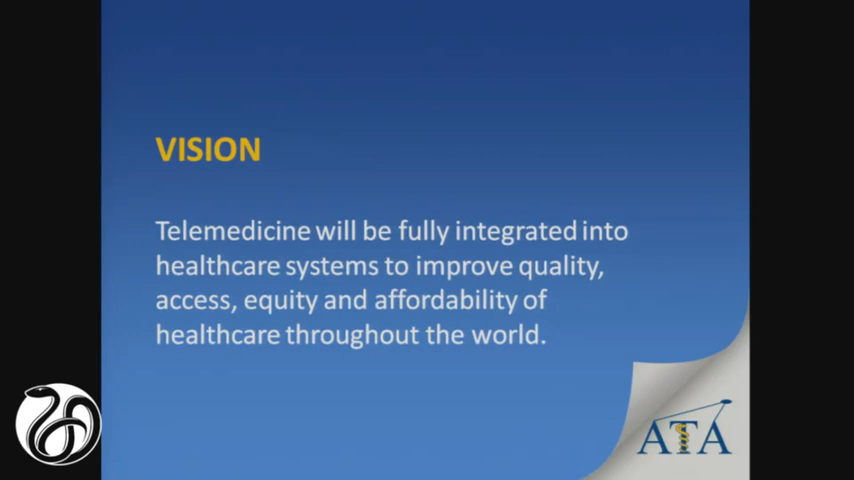 VISION
Telemedicine will be fully integrated into
healthcare systems to improve quality,
access, equity and affordability of
healthcare throughout the world.
ATA